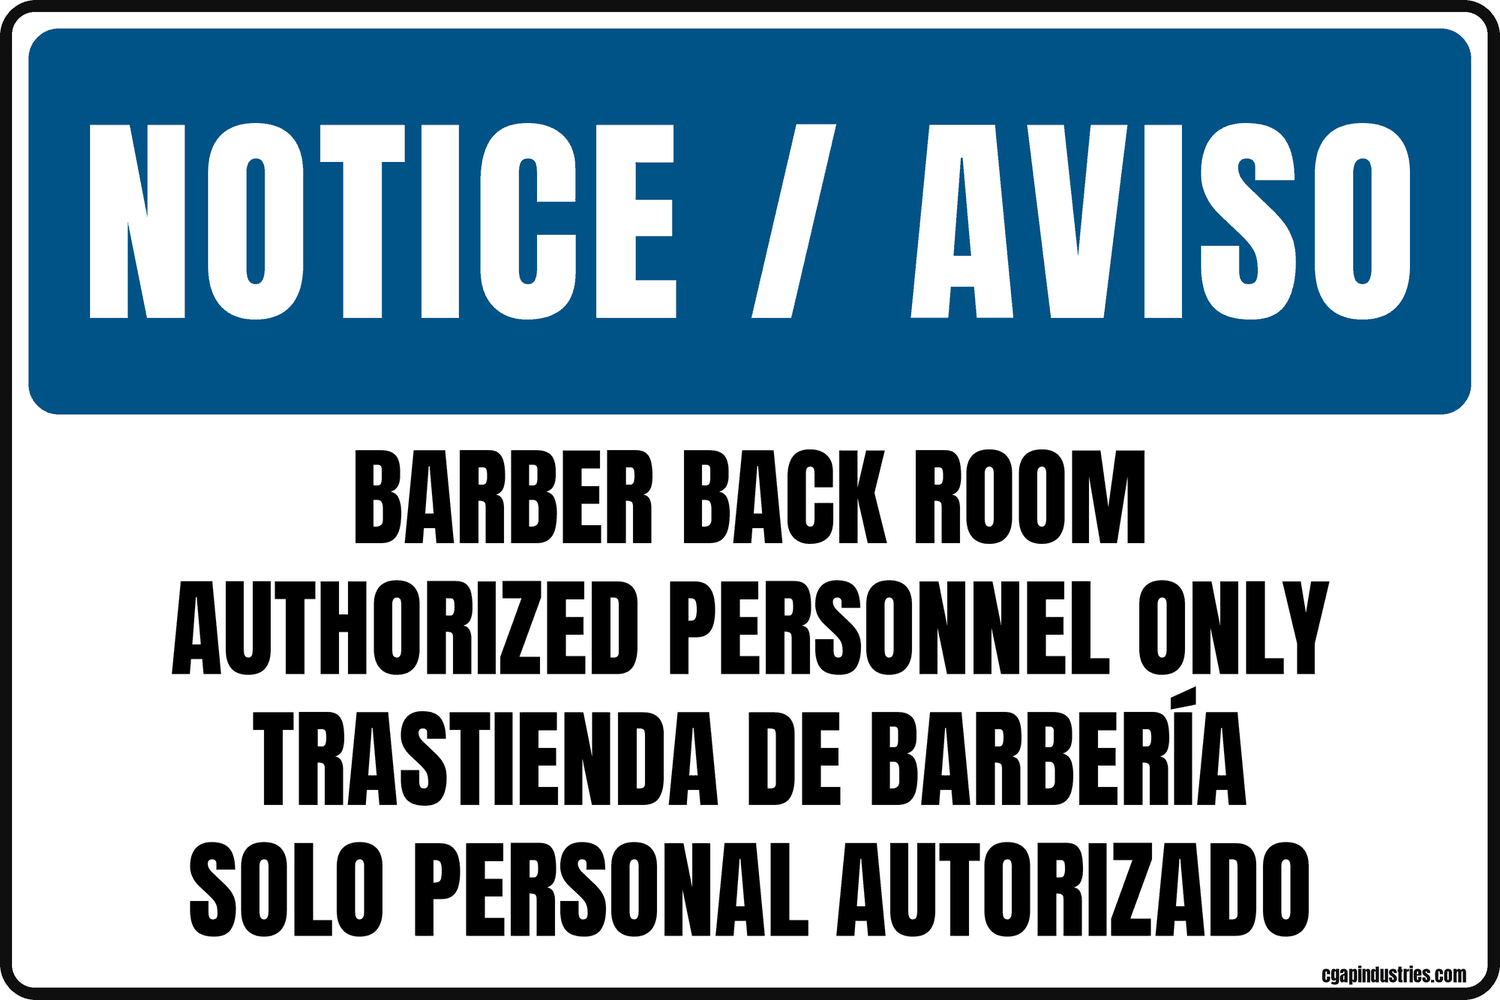 NOTICE / AVISO
BARBER BACK ROOM
AUTHORIZED PERSONNEL ONLY
TRASTIENDA DE BARBERÍA
SOLO PERSONAL AUTORIZADO
cgapindustries.com